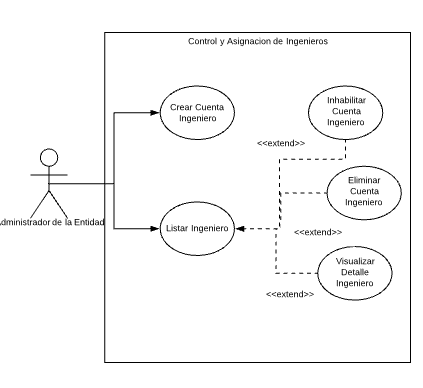 Control y Asignacion de Ingenieros
Crear Cuenta
Ingeniero
Inhabilitar
Cuenta
Ingeniero
<<extend>>
Eliminar
Cuenta
Ingeniero
Administrador de la Entidad
Listar Ingeniero
<<extend>>
Visualizar
Detalle
Ingeniero
<<extend>>